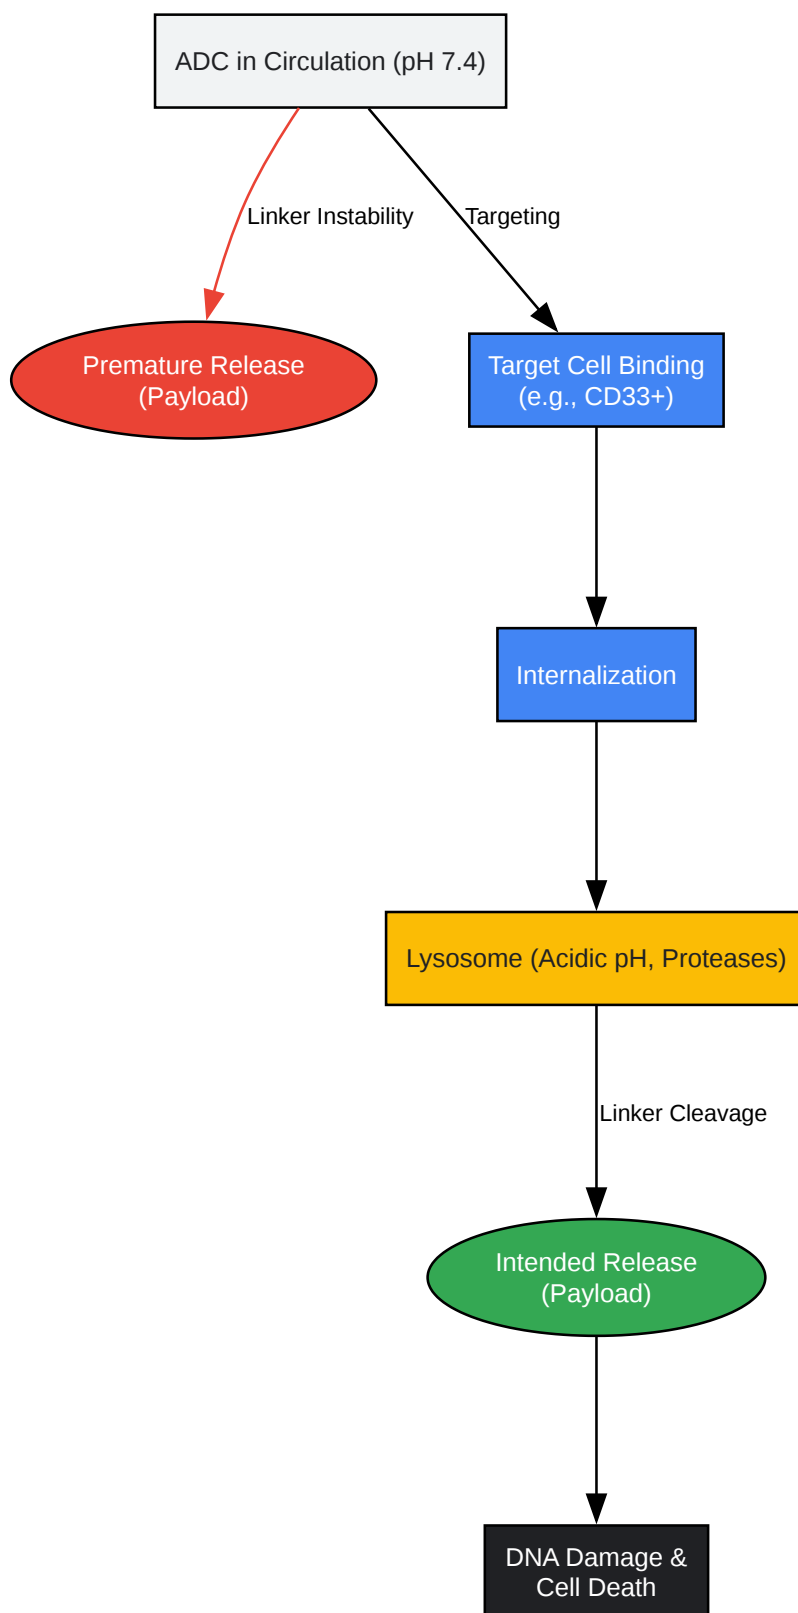 ADC in Circulation (pH 7.4)
Linker Instability
Targeting
Premature Release
(Payload)
Target Cell Binding
(e.g., CD33+)
Internalization
Lysosome (Acidic pH, Proteases)
Linker Cleavage
Intended Release
(Payload)
DNA Damage &
Cell Death